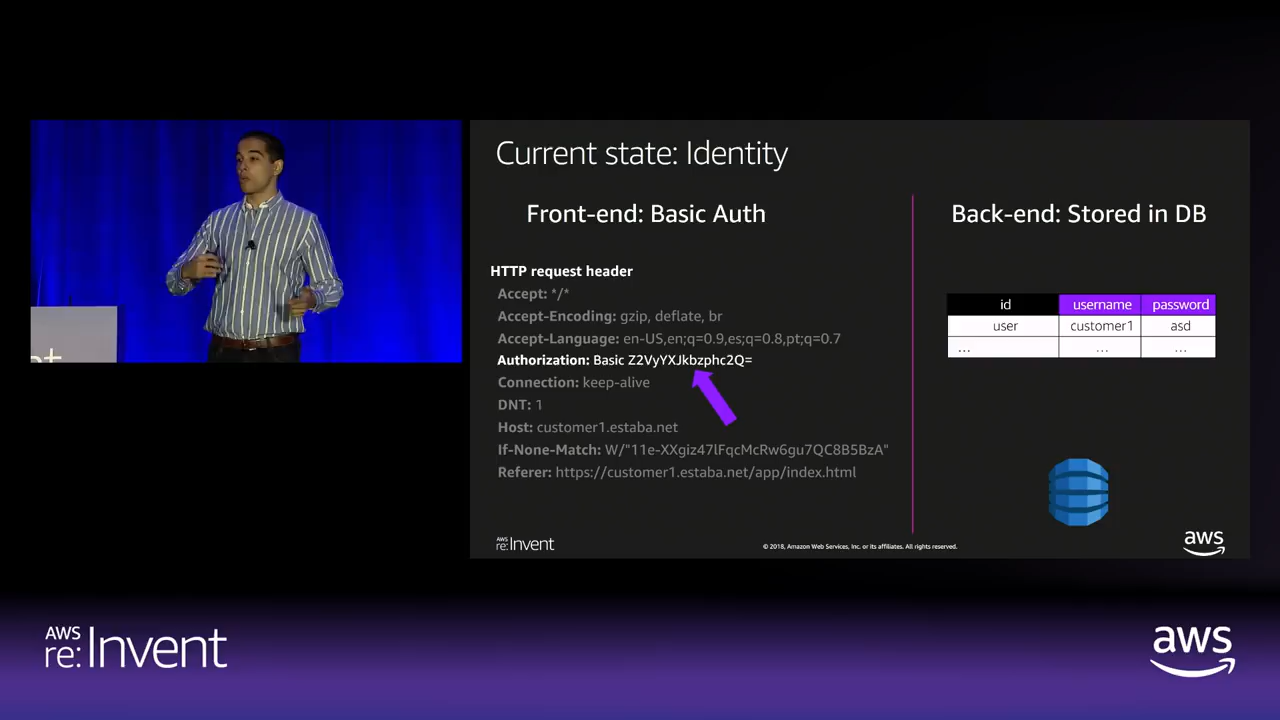 Current state: Identity
Front-end: Basic Auth
HTTP request header
Accept: */*
Accept-Encoding: gzip, deflate, br
Accept-Language: en-US,en;q=0.9,es;q=0.8,pt;q=0.7
Authorization: Basic Z2VyYXJkbzphc2Q=
Connection: keep-alive
DNT: 1
Host: customer1.estaba.net
If-None-Match: W/"11e-XXgiz47lFqcMcRw6gu7QC8B5BzA"
Referer: https://customer1.estaba.net/app/index.html
Back-end: Stored in DB
id username password
user customer1 asd
... ... ...
AWS
re:Invent
© 2018, Amazon Web Services, Inc. or its affiliates. All rights reserved.
aws
AWS
re:Invent
aws